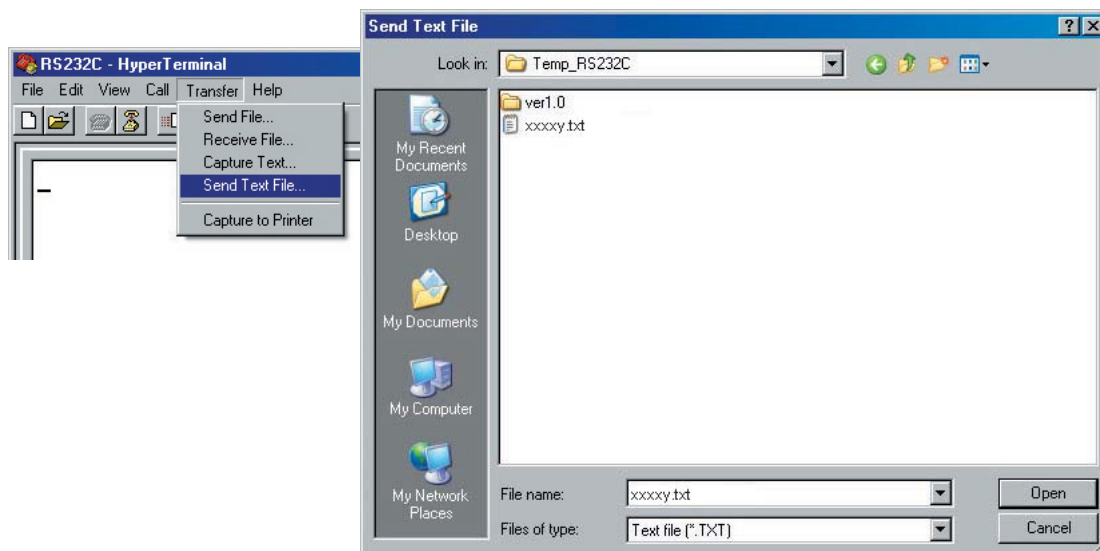 RS232C - HyperTerminal
File Edit View Call Transfer Help
Send File...
Receive File...
Capture Text...
Send Text File...
Capture to Printer
Send Text File
Look in: Temp_RS232C
ver1.0
xxxxy.txt
My Recent
Documents
Desktop
My Documents
My Computer
My Network
Places
File name: xxxxy.txt Open
Files of type: Text file (*.TXT) Cancel